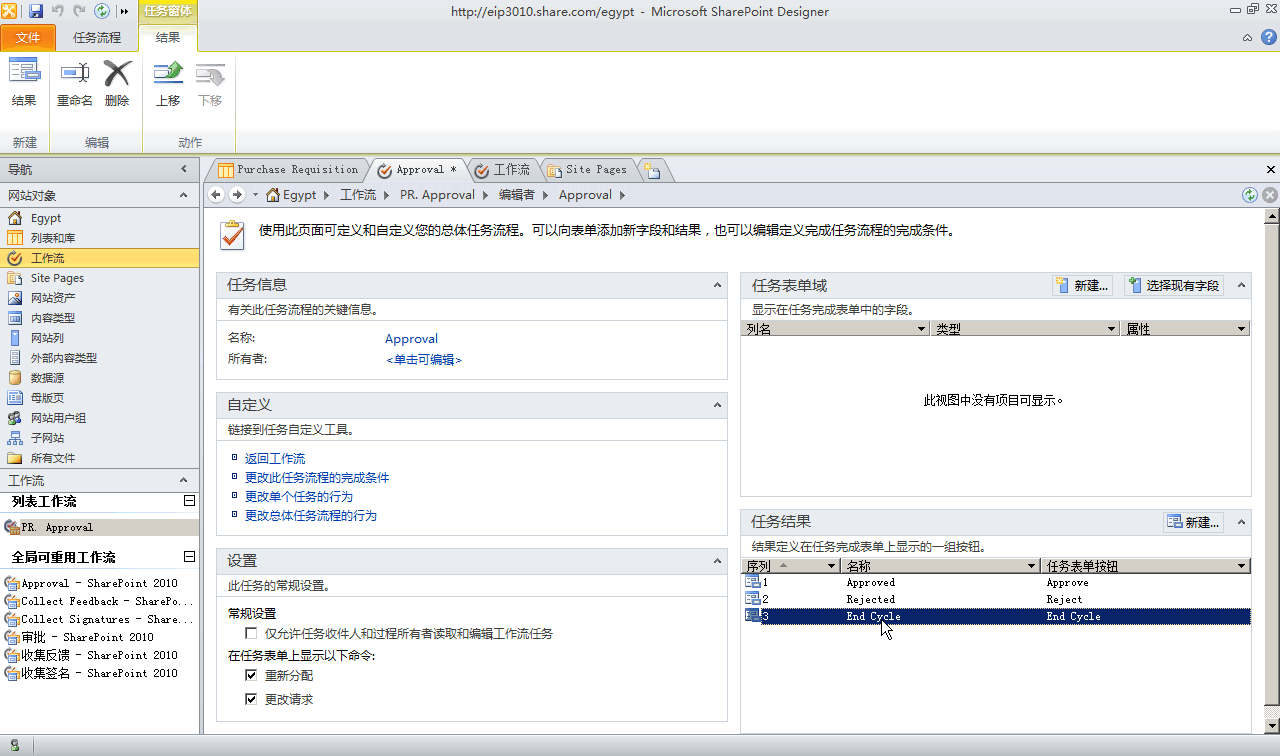 http://eip3010.share.com/egypt - Microsoft SharePoint Designer
任务窗体
文件
任务流程
结果
结果
重命名
删除
上移
下移
新建
编辑
动作
导航
网站对象
Egypt
列表和库
工作流
Site Pages
网站资产
内容类型
网站列
外部内容类型
数据源
母版页
网站用户组
子网站
所有文件
工作流
列表工作流
PR. Approval
全局可重用工作流
Approval - SharePoint 2010
Collect Feedback - SharePo...
Collect Signatures - Share...
审批 - SharePoint 2010
收集反馈 - SharePoint 2010
收集签名 - SharePoint 2010
Purchase Requisition
Approval *
工作流
Site Pages
Egypt
工作流
PR. Approval
编辑者
Approval
使用此页面可定义和自定义您的总体任务流程。可以向表单添加新字段和结果，也可以编辑定义完成任务流程的完成条件。
任务信息
有关此任务流程的关键信息。
名称:
Approval
所有者:
<单击可编辑>
自定义
链接到任务自定义工具。
返回工作流
更改此任务流程的完成条件
更改单个任务的行为
更改总体任务流程的行为
设置
此任务的常规设置。
常规设置
仅允许任务收件人和过程所有者读取和编辑工作流任务
在任务表单上显示以下命令:
重新分配
更改请求
任务表单域
新建...
选择现有字段
显示在任务完成表单中的字段。
列名
类型
属性
此视图中没有项目可显示。
任务结果
新建...
结果定义在任务完成表单上显示的一组按钮。
序列
名称
任务表单按钮
1 Approved Approve
2 Rejected Reject
3 End Cycle End Cycle